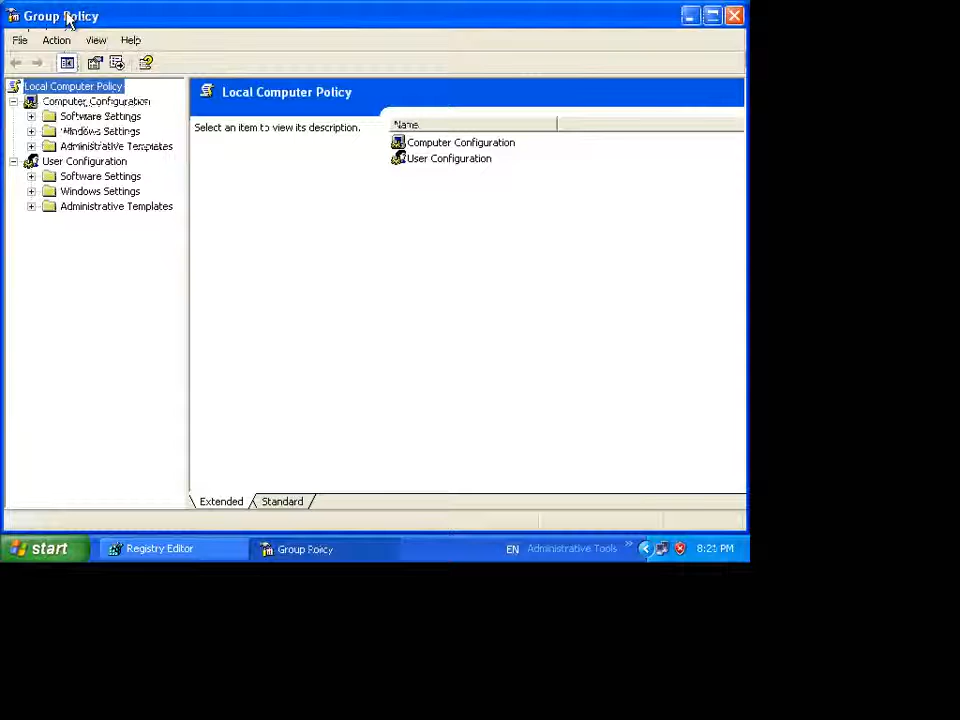 Group Policy
File Action View Help
Local Computer Policy
Computer Configuration
Software Settings
Windows Settings
Administrative Templates
User Configuration
Software Settings
Windows Settings
Administrative Templates
Local Computer Policy
Select an item to view its description.
Name
Computer Configuration
User Configuration
Extended Standard
start Registry Editor Group Policy EN Administrative Tools » 8:21 PM